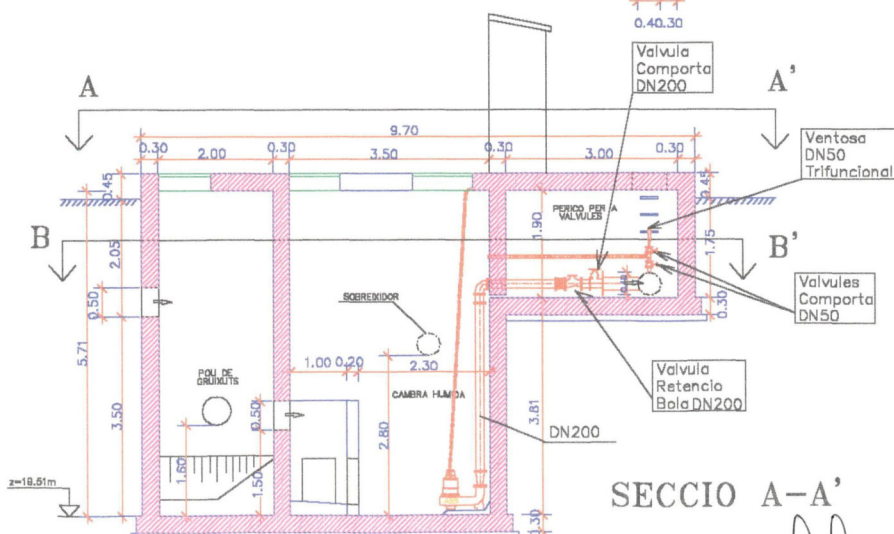 0.40 0.30
Valvula
Comporta
DN200
A
A'
9.70
0.30
2.00
0.30
3.50
0.30
3.00
0.30
Ventosa
DN50
Trifuncional
0.45
0.45
PERICO PER A
VALVULES
1.90
1.75
B
B'
2.05
0.50
Valvules
Comporta
DN50
0.30
SOBREIXIDOR
5.71
1.00
0.20
2.30
POU DE
GRUIXUTS
CAMBRA HUMIDA
Valvula
Retencio
Bola DN200
3.50
0.50
2.80
3.81
DN200
1.60
1.50
z=19.51m
SECCIO A-A'